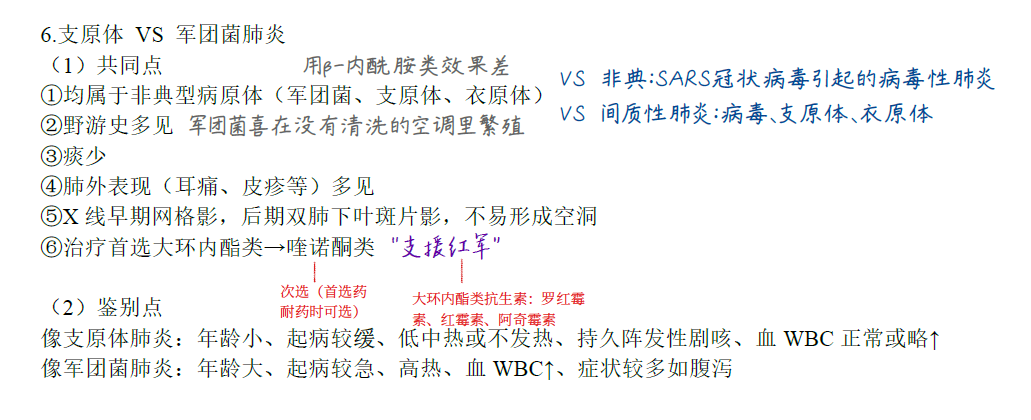 6.支原体 VS 军团菌肺炎
（1）共同点 用β-内酰胺类效果差
VS 非典：SARS冠状病毒引起的病毒性肺炎
①均属于非典型病原体（军团菌、支原体、衣原体）
VS 间质性肺炎：病毒、支原体、衣原体
②野游史多见 军团菌喜在没有清洗的空调里繁殖
③痰少
④肺外表现（耳痛、皮疹等）多见
⑤X 线早期网格影，后期双肺下叶斑片影，不易形成空洞
⑥治疗首选大环内酯类→喹诺酮类 "支援红军"
次选（首选药
耐药时可选）
大环内酯类抗生素：罗红霉
素、红霉素、阿奇霉素
（2）鉴别点
像支原体肺炎：年龄小、起病较缓、低中热或不发热、持久阵发性剧咳、血 WBC 正常或略↑
像军团菌肺炎：年龄大、起病较急、高热、血 WBC↑、症状较多如腹泻